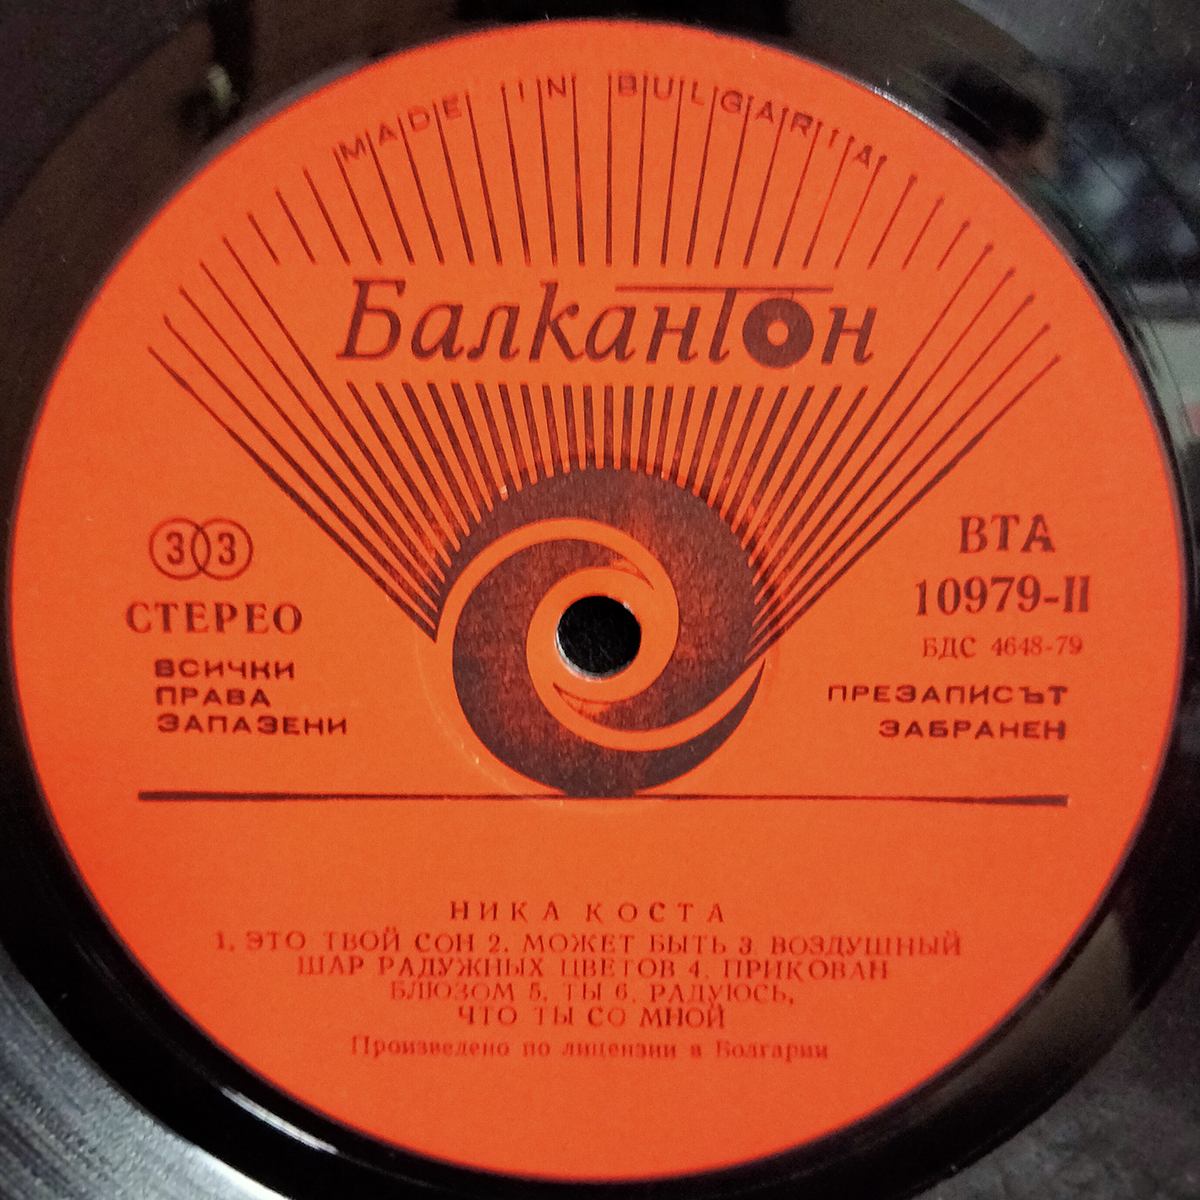 MADE IN BULGARIA
Балкантон
33
СТЕРЕО
ВСИЧКИ
ПРАВА
ЗАПАЗЕНИ
ВТА
10979-II
БДС 4648-79
ПРЕЗАПИСЪТ
ЗАБРАНЕН
НИКА КОСТА
1. ЭТО ТВОЙ СОН 2. МОЖЕТ БЫТЬ 3. ВОЗДУШНЫЙ
ШАР РАДУЖНЫХ ЦВЕТОВ 4. ПРИКОВАН
БЛЮЗОМ 5. ТЫ 6. РАДУЮСЬ,
ЧТО ТЫ СО МНОЙ
Произведено по лицензии в Болгарии